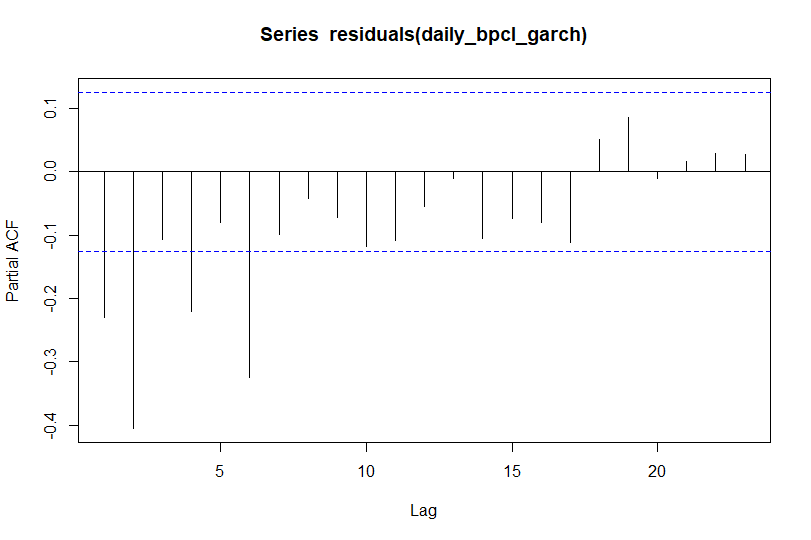 Series residuals(daily_bpcl_garch)
Partial ACF
0.1
0.0
-0.1
-0.2
-0.3
-0.4
5 10 15 20
Lag